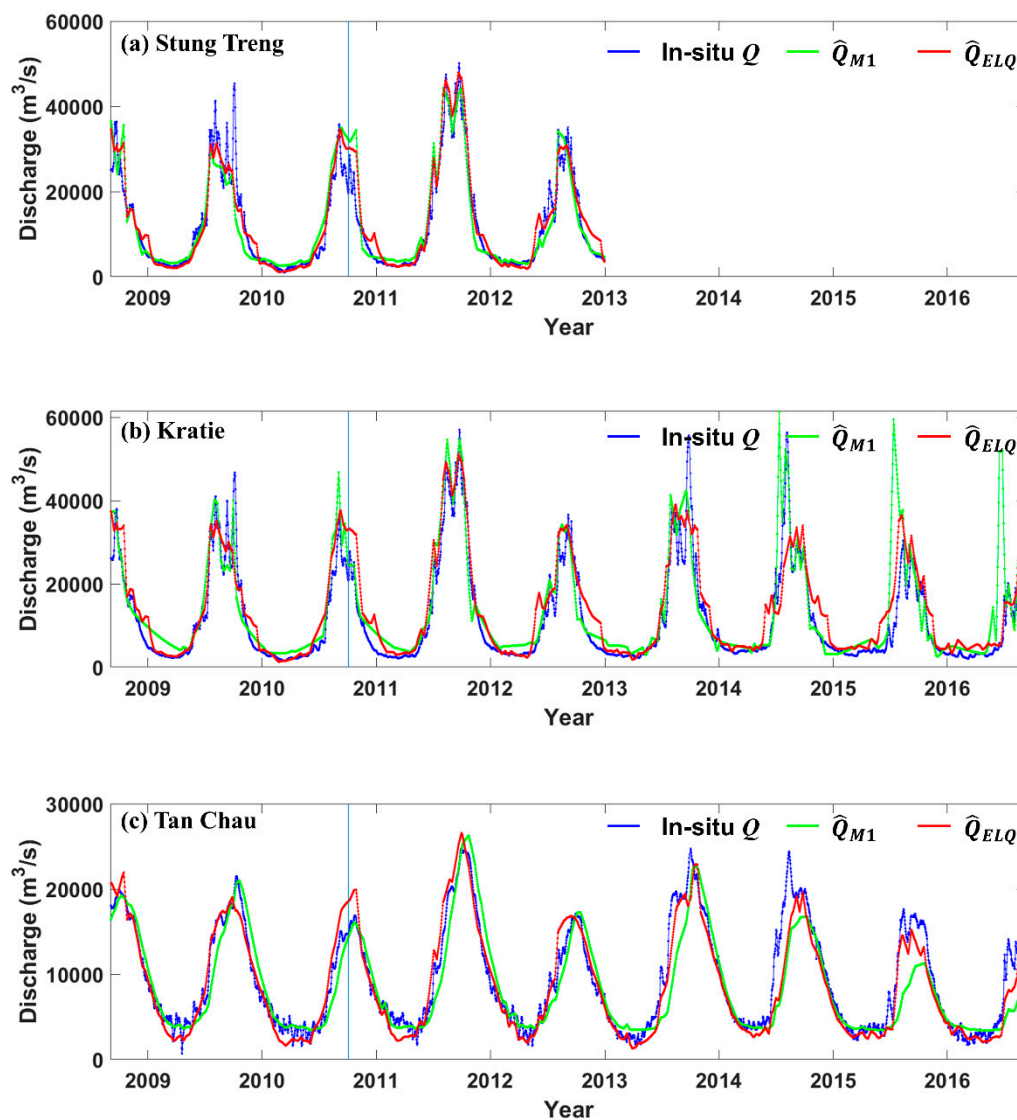 (a) Stung Treng
In-situ Q Q̂M1 Q̂ELQ
60000
40000
20000
0
Discharge (m³/s)
2009 2010 2011 2012 2013 2014 2015 2016
Year
(b) Kratie
In-situ Q Q̂M1 Q̂ELQ
60000
40000
20000
0
Discharge (m³/s)
2009 2010 2011 2012 2013 2014 2015 2016
Year
(c) Tan Chau
In-situ Q Q̂M1 Q̂ELQ
30000
20000
10000
0
Discharge (m³/s)
2009 2010 2011 2012 2013 2014 2015 2016
Year